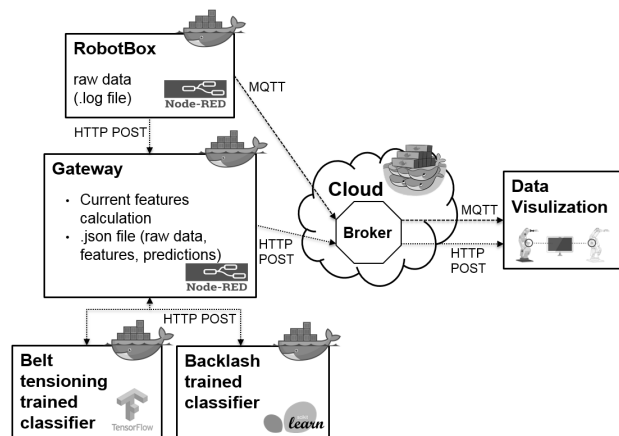 RobotBox
raw data
(.log file)
Node-RED
MQTT
HTTP POST
Gateway
• Current features
calculation
• .json file (raw data,
features, predictions)
Node-RED
HTTP
POST
Cloud
Broker
MQTT
HTTP
POST
Data
Visulization
HTTP POST
Belt
tensioning
trained
classifier
TensorFlow
Backlash
trained
classifier
learn